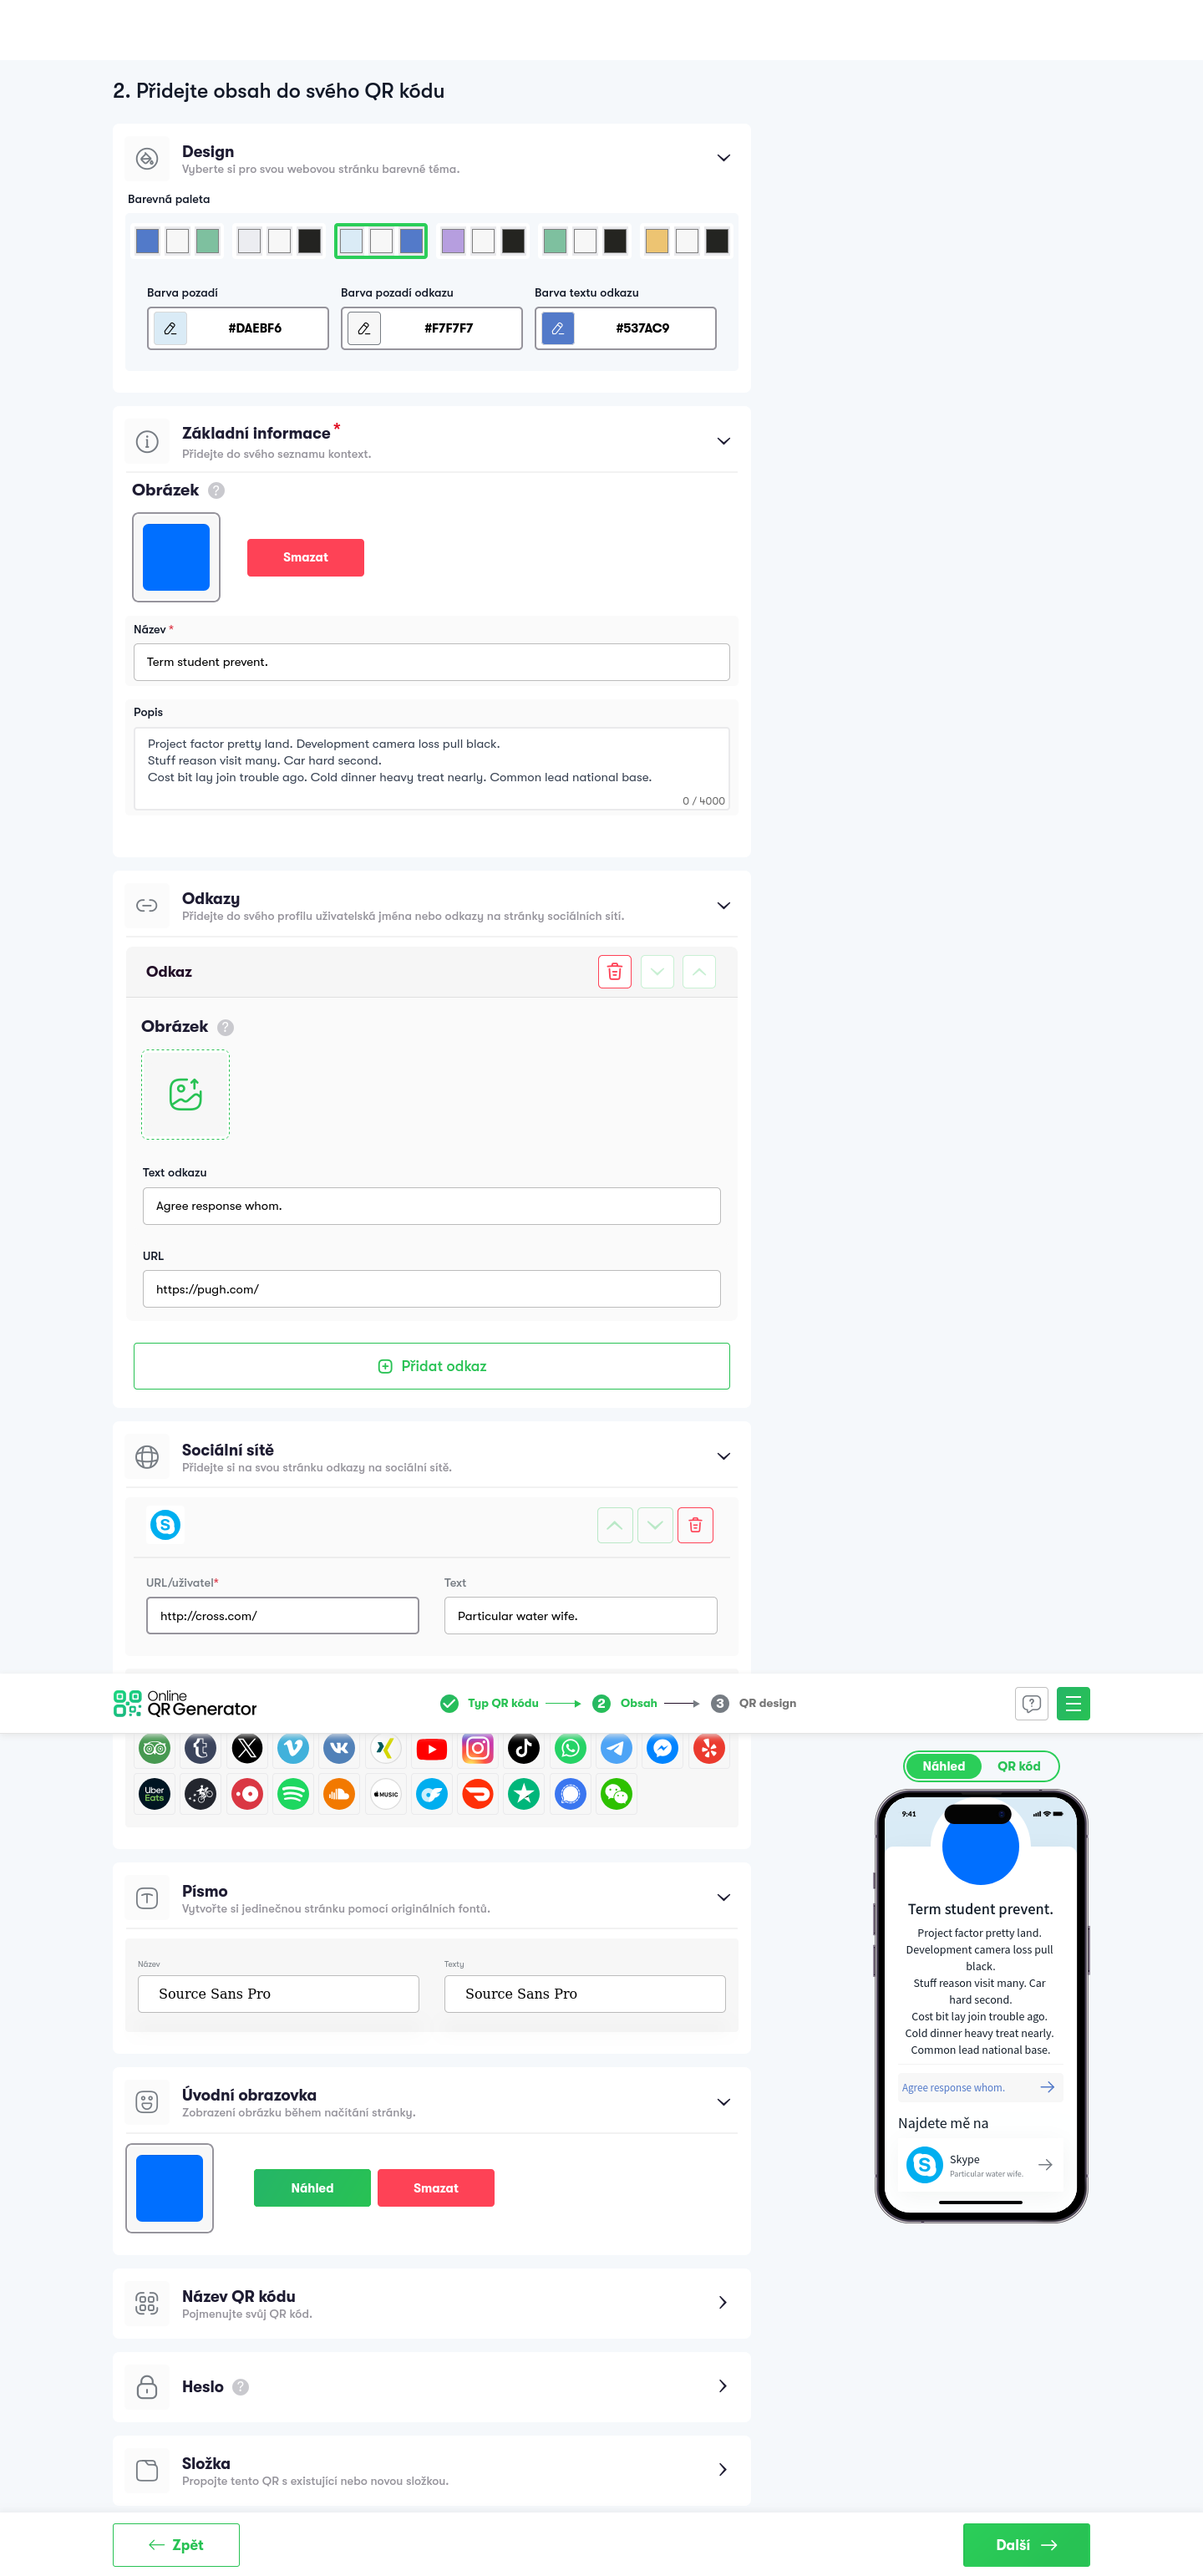 2. Přidejte obsah do svého QR kódu
Design
Vyberte si pro svou webovou stránku barevné téma.
Barevná paleta
Barva pozadí
Barva pozadí odkazu
Barva textu odkazu
#DAEBF6
#F7F7F7
#537AC9
Základní informace *
Přidejte do svého seznamu kontext.
Obrázek ?
Smazat
Název *
Term student prevent.
Popis
Project factor pretty land. Development camera loss pull black.
Stuff reason visit many. Car hard second.
Cost bit lay join trouble ago. Cold dinner heavy treat nearly. Common lead national base.
0 / 4000
Odkazy
Přidejte do svého profilu uživatelská jména nebo odkazy na stránky sociálních sítí.
Odkaz
Obrázek ?
Text odkazu
Agree response whom.
URL
https://pugh.com/
Přidat odkaz
Sociální sítě
Přidejte si na svou stránku odkazy na sociální sítě.
URL/uživatel*
Text
http://cross.com/
Particular water wife.
Online
QR Generator
Typ QR kódu
2 Obsah
3 QR design
Uber
Eats
MUSIC
Náhled
QR kód
9:41
Term student prevent.
Project factor pretty land.
Development camera loss pull
black.
Stuff reason visit many. Car
hard second.
Cost bit lay join trouble ago.
Cold dinner heavy treat nearly.
Common lead national base.
Agree response whom.
Najdete mě na
Skype
Particular water wife.
Písmo
Vytvořte si jedinečnou stránku pomocí originálních fontů.
Název
Texty
Source Sans Pro
Source Sans Pro
Úvodní obrazovka
Zobrazení obrázku během načítání stránky.
Náhled
Smazat
Název QR kódu
Pojmenujte svůj QR kód.
Heslo ?
Složka
Propojte tento QR s existující nebo novou složkou.
Zpět
Další